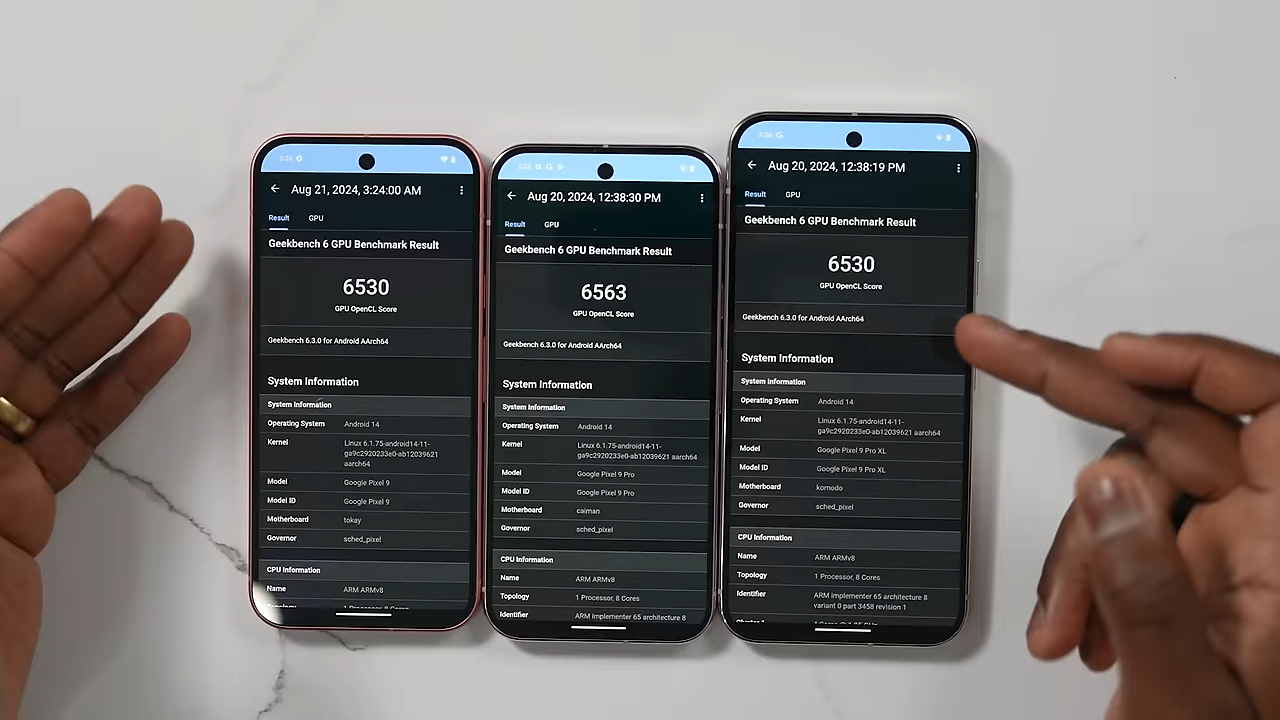 3:26
Aug 21, 2024, 3:24:00 AM
Result GPU
Geekbench 6 GPU Benchmark Result
6530
GPU OpenCL Score
Geekbench 6.3.0 for Android AArch64
System Information
System Information
Operating System Android 14
Kernel Linux 6.1.75-android14-11-
ga9c2920233e0-ab12039621
aarch64
Model Google Pixel 9
Model ID Google Pixel 9
Motherboard tokay
Governor sched_pixel
CPU Information
Name ARM ARMv8
Topology 1 Processor, 8 Cores
Aug 20, 2024, 12:38:30 PM
Result GPU
Geekbench 6 GPU Benchmark Result
6563
GPU OpenCL Score
Geekbench 6.3.0 for Android AArch64
System Information
System Information
Operating System Android 14
Kernel Linux 6.1.75-android14-11-
ga9c2920233e0-ab12039621 aarch64
Model Google Pixel 9 Pro
Model ID Google Pixel 9 Pro
Motherboard caiman
Governor sched_pixel
CPU Information
Name ARM ARMv8
Topology 1 Processor, 8 Cores
Identifier ARM implementer 65 architecture 8
3:26 G
Aug 20, 2024, 12:38:19 PM
Result GPU
Geekbench 6 GPU Benchmark Result
6530
GPU OpenCL Score
Geekbench 6.3.0 for Android AArch64
System Information
System Information
Operating System Android 14
Kernel Linux 6.1.75-android14-11-
ga9c2920233e0-ab12039621 aarch64
Model Google Pixel 9 Pro XL
Model ID Google Pixel 9 Pro XL
Motherboard komodo
Governor sched_pixel
CPU Information
Name ARM ARMv8
Topology 1 Processor, 8 Cores
Identifier ARM implementer 65 architecture 8
variant 0 part 3458 revision 1